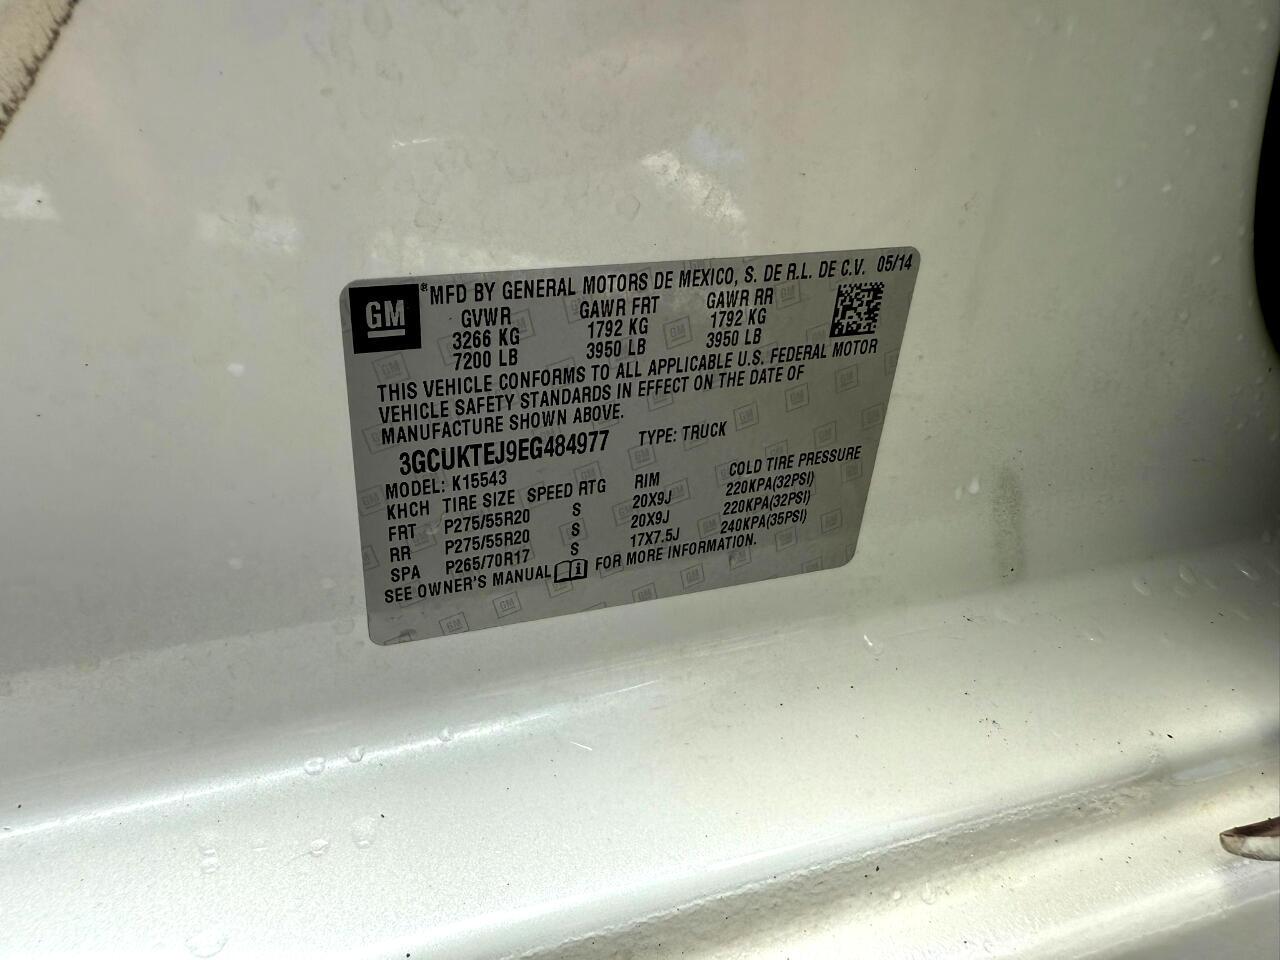 GM ® MFD BY GENERAL MOTORS DE MEXICO, S. DE R.L. DE C.V. 05/14
GVWR GAWR FRT GAWR RR
3266 KG 1792 KG 1792 KG
7200 LB 3950 LB 3950 LB
THIS VEHICLE CONFORMS TO ALL APPLICABLE U.S. FEDERAL MOTOR
VEHICLE SAFETY STANDARDS IN EFFECT ON THE DATE OF
MANUFACTURE SHOWN ABOVE.
3GCUKTEJ9EG484977 TYPE: TRUCK
MODEL: K15543
KHCH TIRE SIZE SPEED RTG RIM COLD TIRE PRESSURE
FRT P275/55R20 S 20X9J 220KPA(32PSI)
RR P275/55R20 S 20X9J 220KPA(32PSI)
SPA P265/70R17 S 17X7.5J 240KPA(35PSI)
SEE OWNER'S MANUAL FOR MORE INFORMATION.